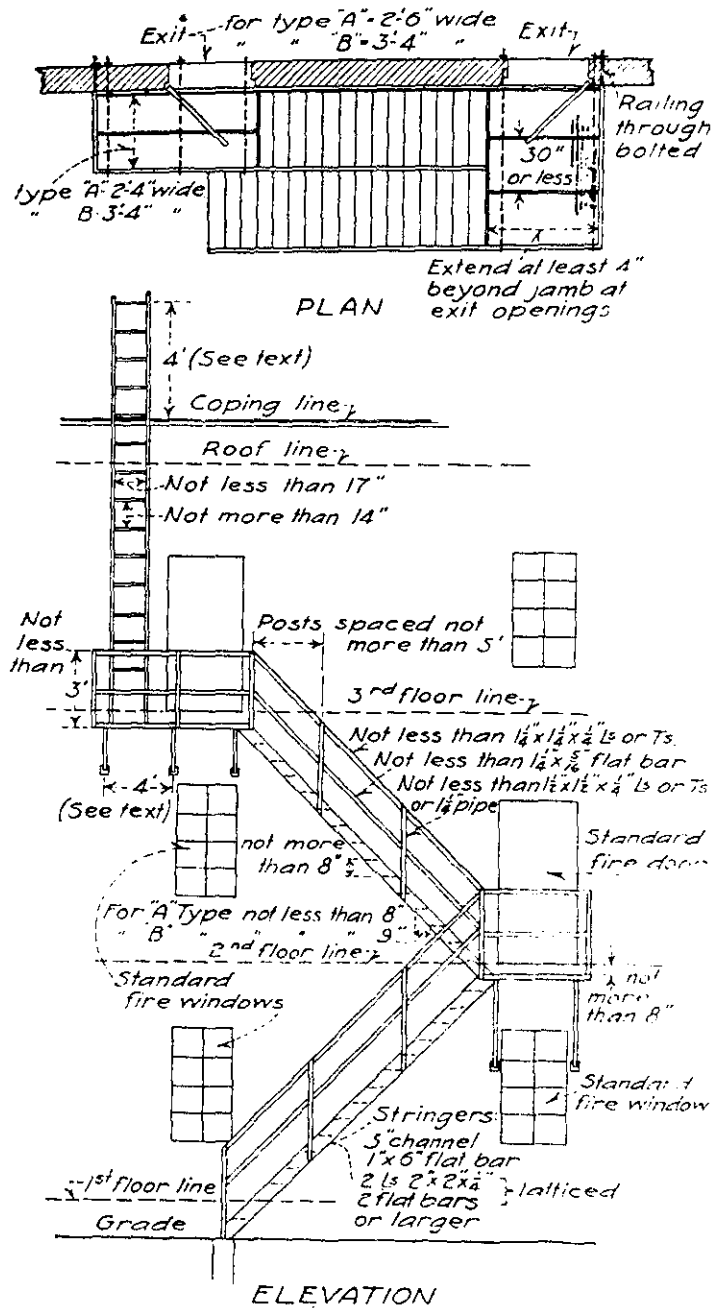 Exit
for type "A"= 2'-6" wide
" " "B"= 3'-4" "
Exit
Railing
through
bolted
30"
or less
type "A"-2'-4" wide
" B-3'-4" "
Extend at least 4"
beyond jamb at
exit openings
PLAN
4' (See text)
Coping line
Roof line
Not less than 17"
Not more than 14"
Not
less
than
3'
Posts spaced not
more than 5'
3rd floor line
Not less than 1¼"x1¼"x¼" Ls or Ts.
Not less than 1¼"x 5/16" flat bar
Not less than 1½"x1½"x¼" Ls or Ts
or 1¼" pipe
4'
(See text)
not more
than 8"
Standard
fire door
For "A" Type not less than 8"
" "B" " " " " 9"
2nd floor line
Standard
fire windows
not
more
than 8"
Standard
fire window
Stringers:
5" channel
1"x 6" flat bar
2 Ls 2"x 2"x¼"
2 flat bars
latticed
or larger
1st floor line
Grade
ELEVATION